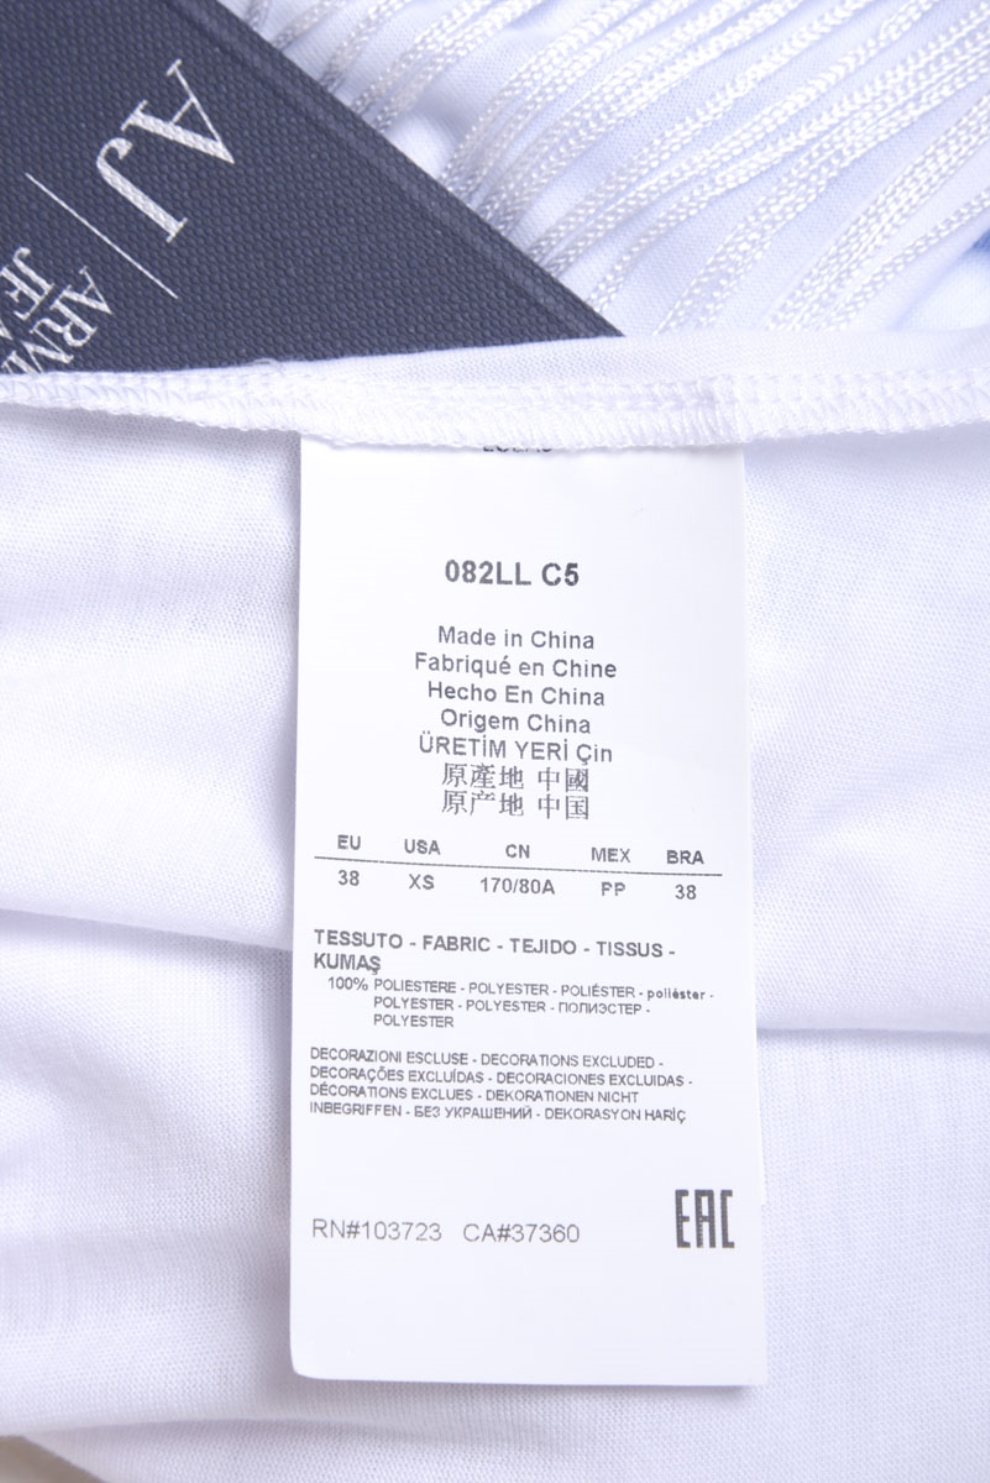 AJ
082LL C5
Made in China
Fabriqué en Chine
Hecho En China
Origem China
ÜRETİM YERİ Çin
原產地 中國
原产地 中国
EU USA CN MEX BRA
38 XS 170/80A PP 38
TESSUTO - FABRIC - TEJIDO - TISSUS -
KUMAŞ
100% POLIESTERE - POLYESTER - POLIÉSTER - poliéster -
POLYESTER - POLYESTER - ПОЛИЭСТЕР -
POLYESTER
DECORAZIONI ESCLUSE - DECORATIONS EXCLUDED -
DECORAÇÕES EXCLUÍDAS - DECORACIONES EXCLUIDAS -
DÉCORATIONS EXCLUES - DEKORATIONEN NICHT
INBEGRIFFEN - БЕЗ УКРАШЕНИЙ - DEKORASYON HARİÇ
EAC
RN#103723 CA#37360